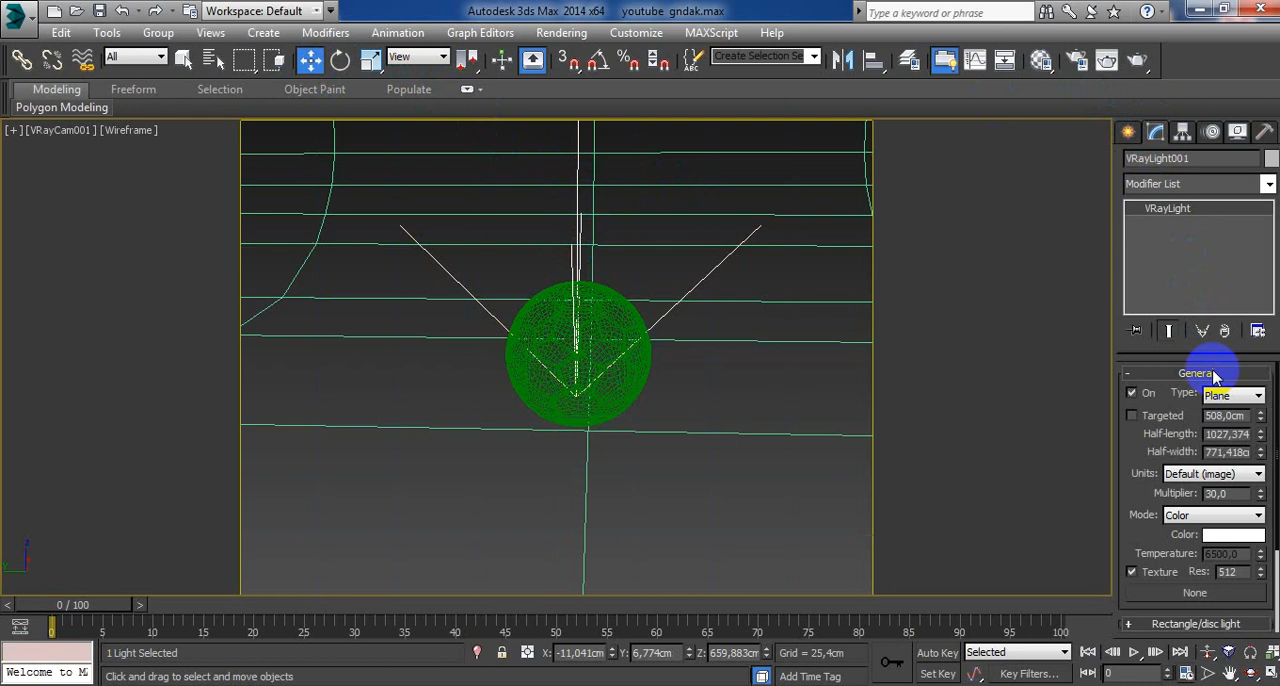 Workspace: Default
Autodesk 3ds Max 2014 x64 youtube gndak.max
Type a keyword or phrase
Edit Tools Group Views Create Modifiers Animation Graph Editors Rendering Customize MAXScript Help
All
View
Create Selection Se
Modeling Freeform Selection Object Paint Populate
Polygon Modeling
[+] [VRayCam001] [Wireframe]
VRayLight001
Modifier List
VRayLight
General
On Type: Plane
Targeted 508,0cm
Half-length: 1027,374
Half-width: 771,418c
Units: Default (image)
Multiplier: 30,0
Mode: Color
Color:
Temperature: 6500,0
Texture Res: 512
None
Rectangle/disc light
z
y
0 / 100
0 5 10 15 20 25 30 35 40 45 50 55 60 65 70 75 80 85 90 95 100
1 Light Selected X: -11,041cm Y: 6,774cm Z: 659,883cm Grid = 25,4cm Auto Key Selected
Welcome to M Click and drag to select and move objects Add Time Tag Set Key Key Filters... 0